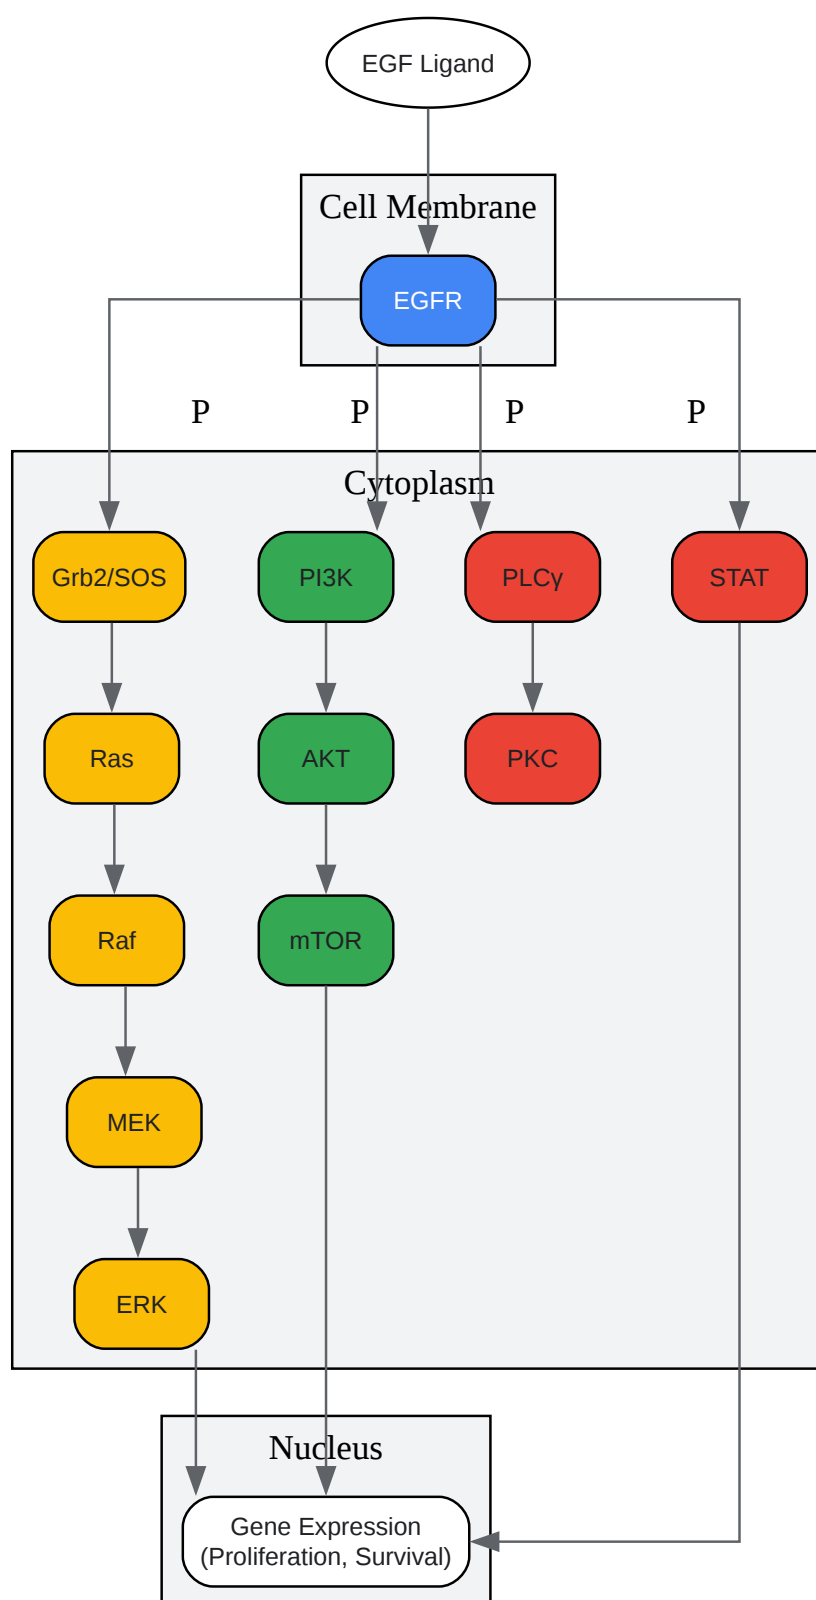 EGF Ligand
Cell Membrane
EGFR
P P P P
Cytoplasm
Grb2/SOS PI3K PLCγ STAT
Ras AKT PKC
Raf mTOR
MEK
ERK
Nucleus
Gene Expression
(Proliferation, Survival)